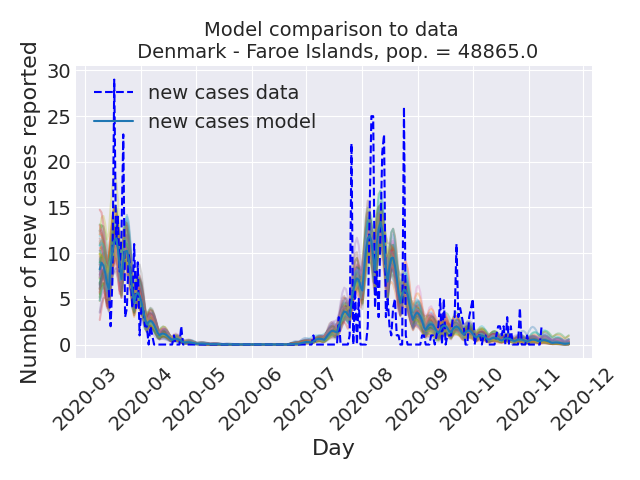 Model comparison to data
Denmark - Faroe Islands, pop. = 48865.0
Number of new cases reported
30
25
20
15
10
5
0
new cases data
new cases model
2020-03
2020-04
2020-05
2020-06
2020-07
2020-08
2020-09
2020-10
2020-11
2020-12
Day